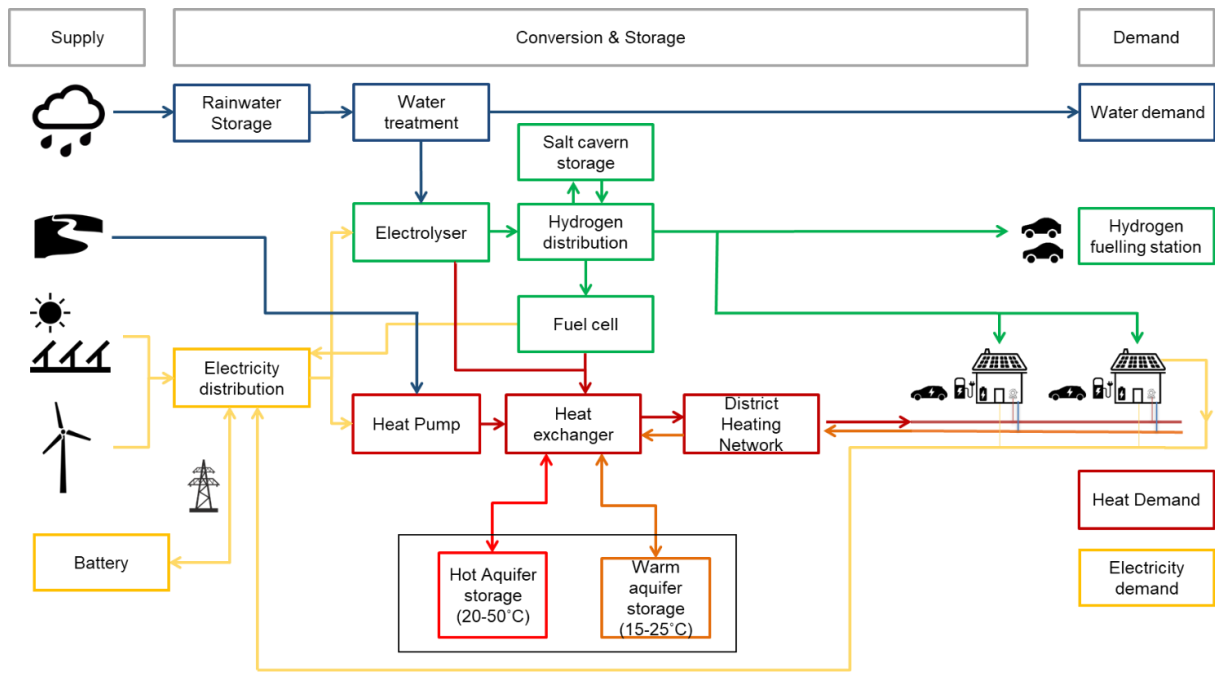 Supply
Conversion & Storage
Demand
Rainwater
Storage
Water
treatment
Water demand
Salt cavern
storage
Electrolyser
Hydrogen
distribution
Hydrogen
fuelling station
Fuel cell
Electricity
distribution
Heat Pump
Heat
exchanger
District
Heating
Network
Heat Demand
Battery
Hot Aquifer
storage
(20-50˚C)
Warm
aquifer
storage
(15-25˚C)
Electricity
demand